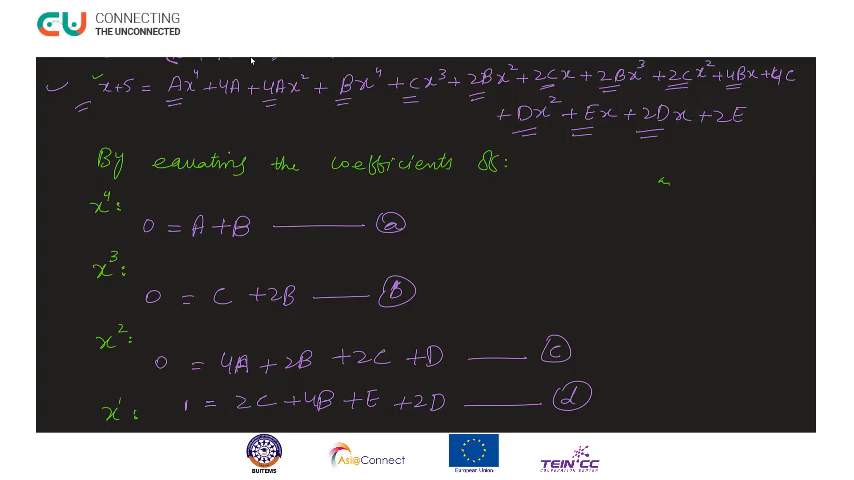 CONNECTING
THE UNCONNECTED
x+5 = Ax⁴ + 4A + 4Ax² + Bx⁴ + Cx³ + 2Bx² + 2Cx + 2Bx³ + 2Cx² + 4Bx + 4C
+ Dx² + Ex + 2Dx + 2E
By equating the coefficients of:
x⁴:
0 = A + B ——— (a)
x³:
0 = C + 2B ——— (b)
x²:
0 = 4A + 2B + 2C + D ——— (c)
x¹: 1 = 2C + 4B + E + 2D ——— (d)
BUITEMS
Asi@Connect
European Union
TEIN*CC